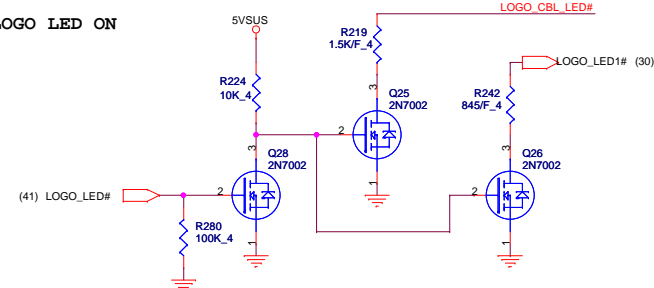 LOGO_CBL_LED#
OGO LED ON
5VSUS
R219
1.5K/F_4
LOGO_LED1# (30)
R224
10K_4
3
Q25
2N7002
R242
845/F_4
2
1
3
Q28
2N7002
3
Q26
2N7002
(41) LOGO_LED#
2
2
R280
100K_4
1
1